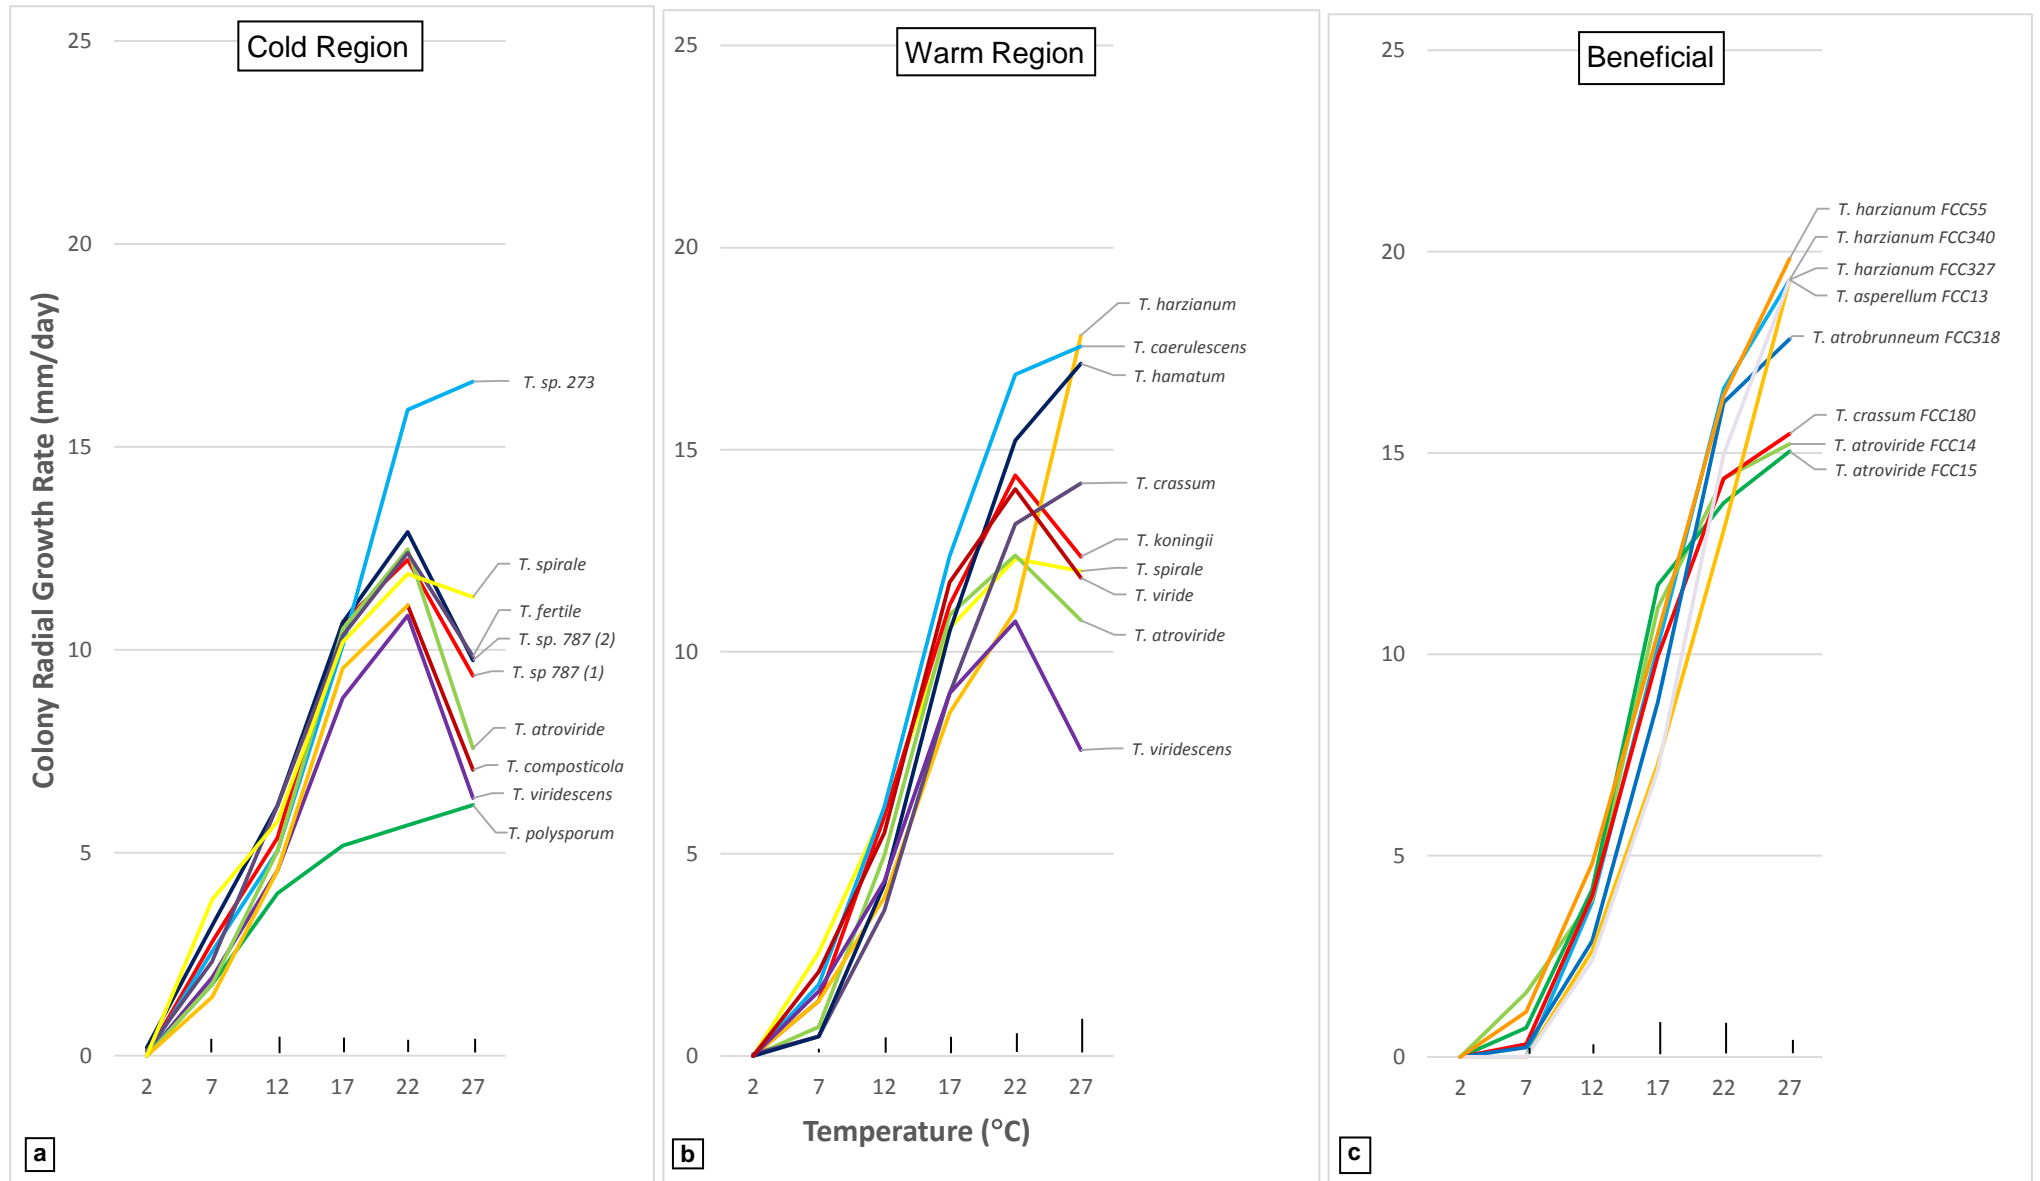 Cold Region
25
20
15
10
5
0
2 7 12 17 22 27
Colony Radial Growth Rate (mm/day)
T. sp. 273
T. spirale
T. fertile
T. sp. 787 (2)
T. sp 787 (1)
T. atroviride
T. composticola
T. viridescens
T. polysporum
a
Warm Region
25
20
15
10
5
0
2 7 12 17 22 27
Temperature (°C)
T. harzianum
T. caerulescens
T. hamatum
T. crassum
T. koningii
T. spirale
T. viride
T. atroviride
T. viridescens
b
Beneficial
25
20
15
10
5
0
2 7 12 17 22 27
T. harzianum FCC55
T. harzianum FCC340
T. harzianum FCC327
T. asperellum FCC13
T. atrobrunneum FCC318
T. crassum FCC180
T. atroviride FCC14
T. atroviride FCC15
c